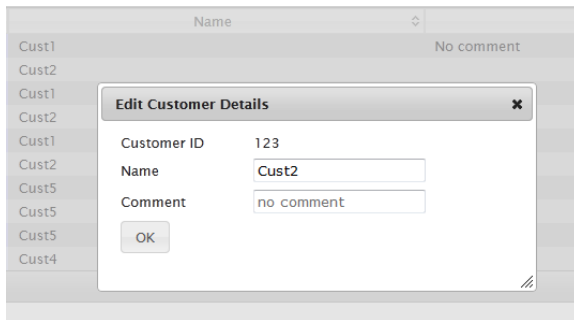 Name
Cust1 No comment
Cust2
Cust1
Cust2
Cust1
Cust2
Cust5
Cust5
Cust5
Cust4
Edit Customer Details
Customer ID 123
Name Cust2
Comment no comment
OK